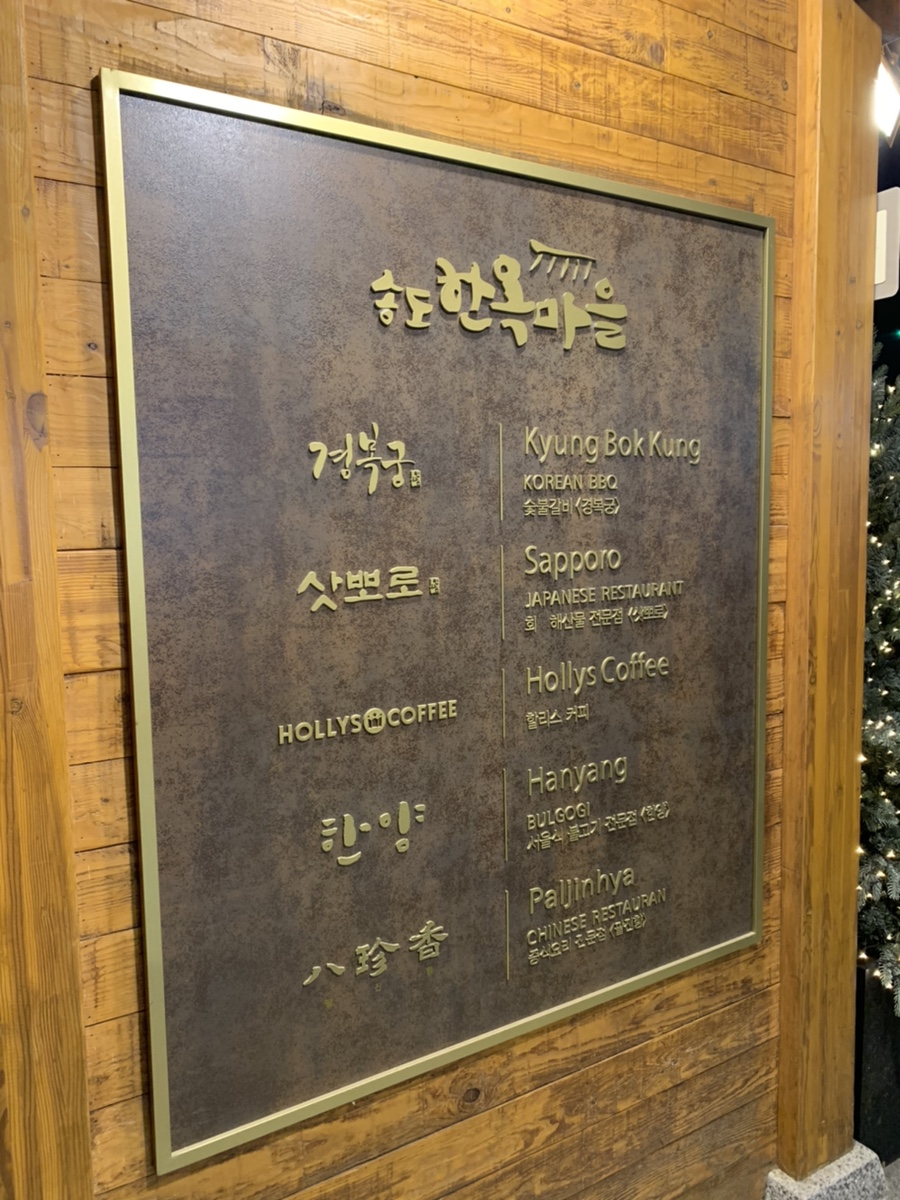 송도한옥마을
경복궁
Kyung Bok Kung
KOREAN BBQ
숯불갈비 <경복궁>
삿뽀로
Sapporo
JAPANESE RESTAURANT
회 해산물 전문점 <삿뽀로>
HOLLYS COFFEE
Hollys Coffee
할리스 커피
한양
Hanyang
BULGOGI
서울식 불고기 전문점 <한양>
八珍香
Paljinhya
CHINESE RESTAURAN
중식요리 전문점 <팔진향>